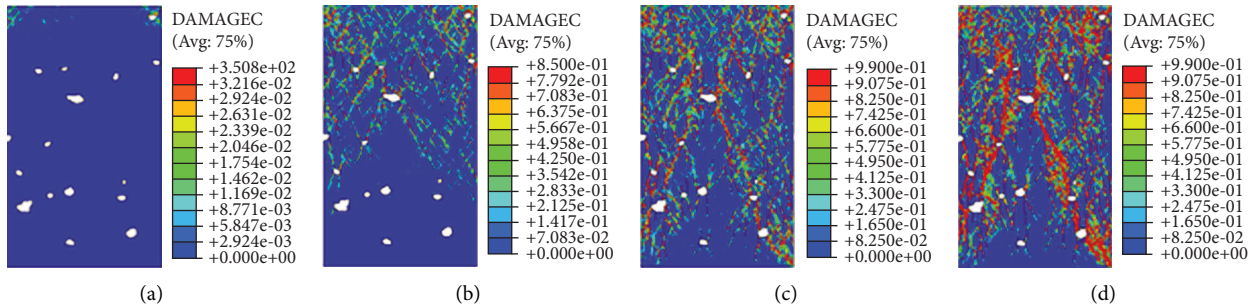 DAMAGEC
(Avg: 75%)
+3.508e+02
+3.216e-02
+2.924e-02
+2.631e-02
+2.339e-02
+2.046e-02
+1.754e-02
+1.462e-02
+1.169e-02
+8.771e-03
+5.847e-03
+2.924e-03
+0.000e+00
(a)
DAMAGEC
(Avg: 75%)
+8.500e-01
+7.792e-01
+7.083e-01
+6.375e-01
+5.667e-01
+4.958e-01
+4.250e-01
+3.542e-01
+2.833e-01
+2.125e-01
+1.417e-01
+7.083e-02
+0.000e+00
(b)
DAMAGEC
(Avg: 75%)
+9.900e-01
+9.075e-01
+8.250e-01
+7.425e-01
+6.600e-01
+5.775e-01
+4.950e-01
+4.125e-01
+3.300e-01
+2.475e-01
+1.650e-01
+8.250e-02
+0.000e+00
(c)
DAMAGEC
(Avg: 75%)
+9.900e-01
+9.075e-01
+8.250e-01
+7.425e-01
+6.600e-01
+5.775e-01
+4.950e-01
+4.125e-01
+3.300e-01
+2.475e-01
+1.650e-01
+8.250e-02
+0.000e+00
(d)